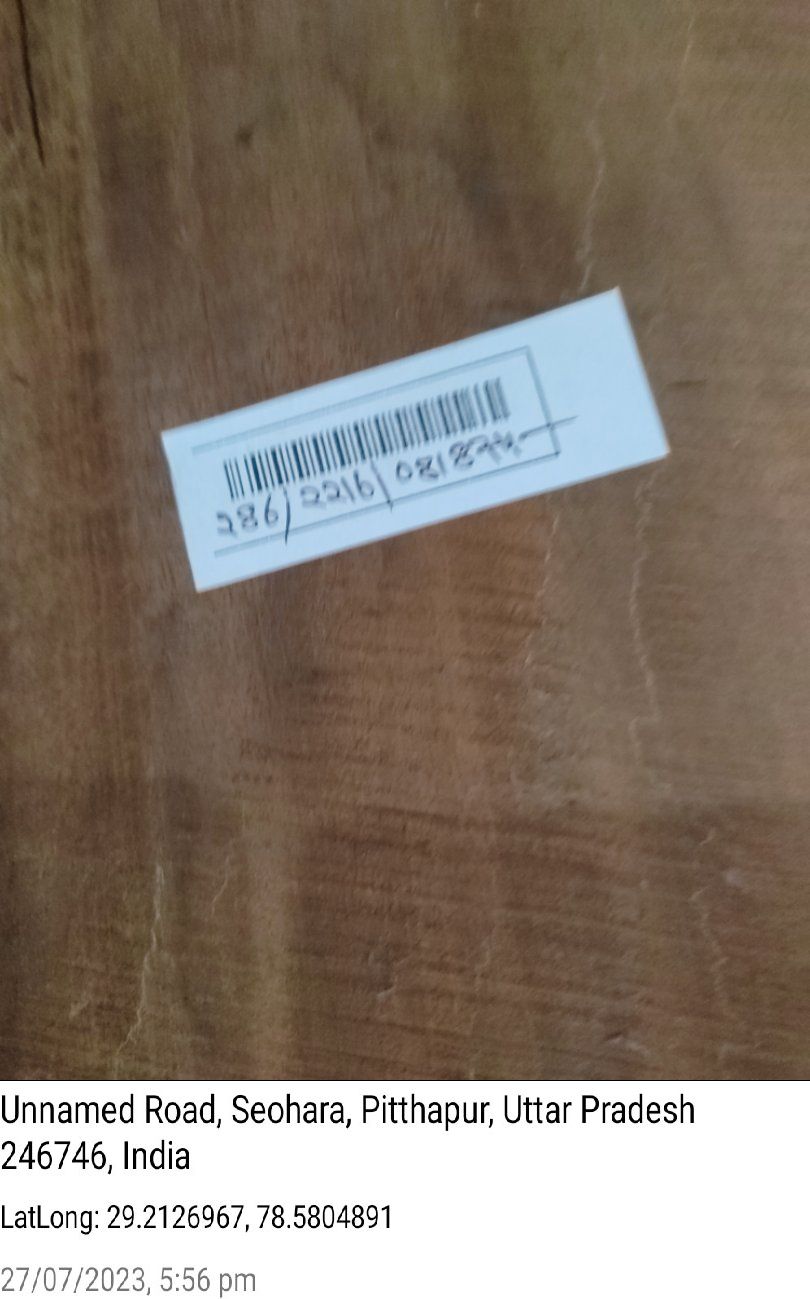 286/2216/081874
Unnamed Road, Seohara, Pitthapur, Uttar Pradesh
246746, India
LatLong: 29.2126967, 78.5804891
27/07/2023, 5:56 pm